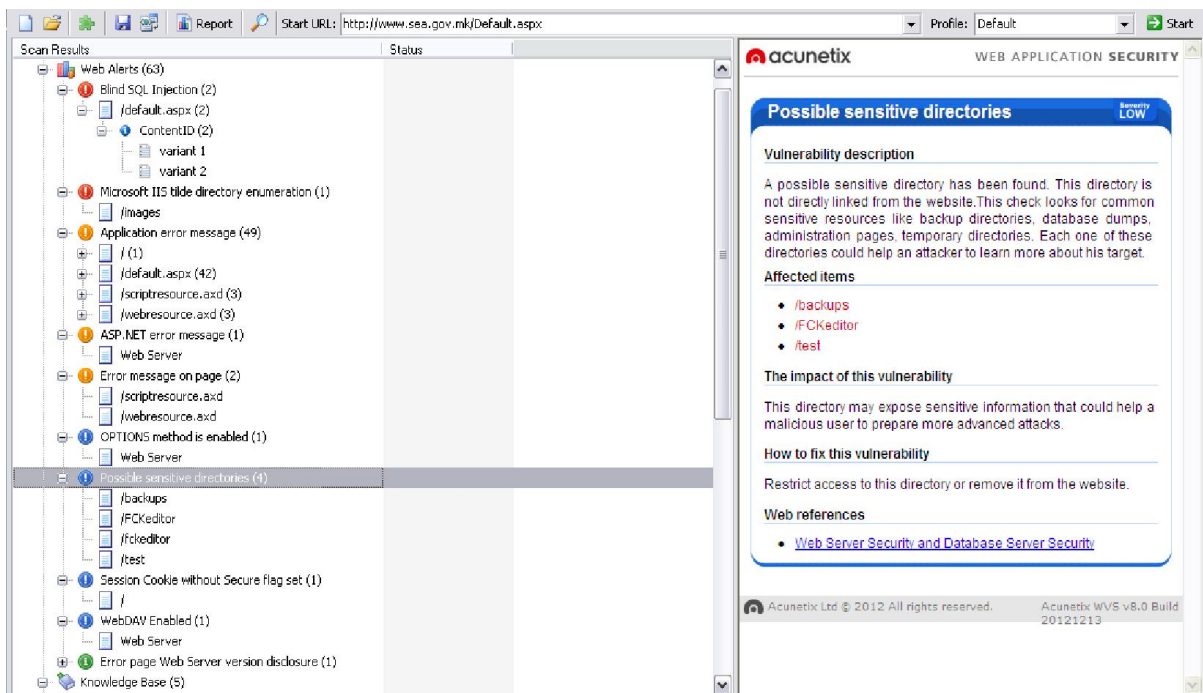 Report Start URL: http://www.sea.gov.mk/Default.aspx Profile: Default Start
Scan Results Status
Web Alerts (63)
Blind SQL Injection (2)
/default.aspx (2)
ContentID (2)
variant 1
variant 2
Microsoft IIS tilde directory enumeration (1)
/images
Application error message (49)
/ (1)
/default.aspx (42)
/scriptresource.axd (3)
/webresource.axd (3)
ASP.NET error message (1)
Web Server
Error message on page (2)
/scriptresource.axd
/webresource.axd
OPTIONS method is enabled (1)
Web Server
Possible sensitive directories (4)
/backups
/FCKeditor
/fckeditor
/test
Session Cookie without Secure flag set (1)
/
WebDAV Enabled (1)
Web Server
Error page Web Server version disclosure (1)
Knowledge Base (5)
acunetix WEB APPLICATION SECURITY
Possible sensitive directories Severity
LOW
Vulnerability description
A possible sensitive directory has been found. This directory is
not directly linked from the website.This check looks for common
sensitive resources like backup directories, database dumps,
administration pages, temporary directories. Each one of these
directories could help an attacker to learn more about his target.
Affected items
• /backups
• /FCKeditor
• /test
The impact of this vulnerability
This directory may expose sensitive information that could help a
malicious user to prepare more advanced attacks.
How to fix this vulnerability
Restrict access to this directory or remove it from the website.
Web references
• Web Server Security and Database Server Security
Acunetix Ltd © 2012 All rights reserved. Acunetix WVS v8.0 Build
20121213